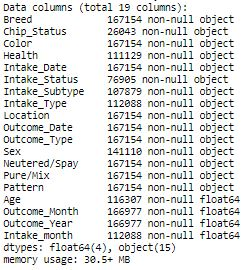 Data columns (total 19 columns):
Breed 167154 non-null object
Chip_Status 26043 non-null object
Color 167154 non-null object
Health 111129 non-null object
Intake_Date 167154 non-null object
Intake_Status 76905 non-null object
Intake_Subtype 107879 non-null object
Intake_Type 112088 non-null object
Location 167154 non-null object
Outcome_Date 167154 non-null object
Outcome_Type 167154 non-null object
Sex 141110 non-null object
Neutered/Spay 167154 non-null object
Pure/Mix 167154 non-null object
Pattern 167154 non-null object
Age 116307 non-null float64
Outcome_Month 166977 non-null float64
Outcome_Year 166977 non-null float64
Intake_month 112088 non-null float64
dtypes: float64(4), object(15)
memory usage: 30.5+ MB